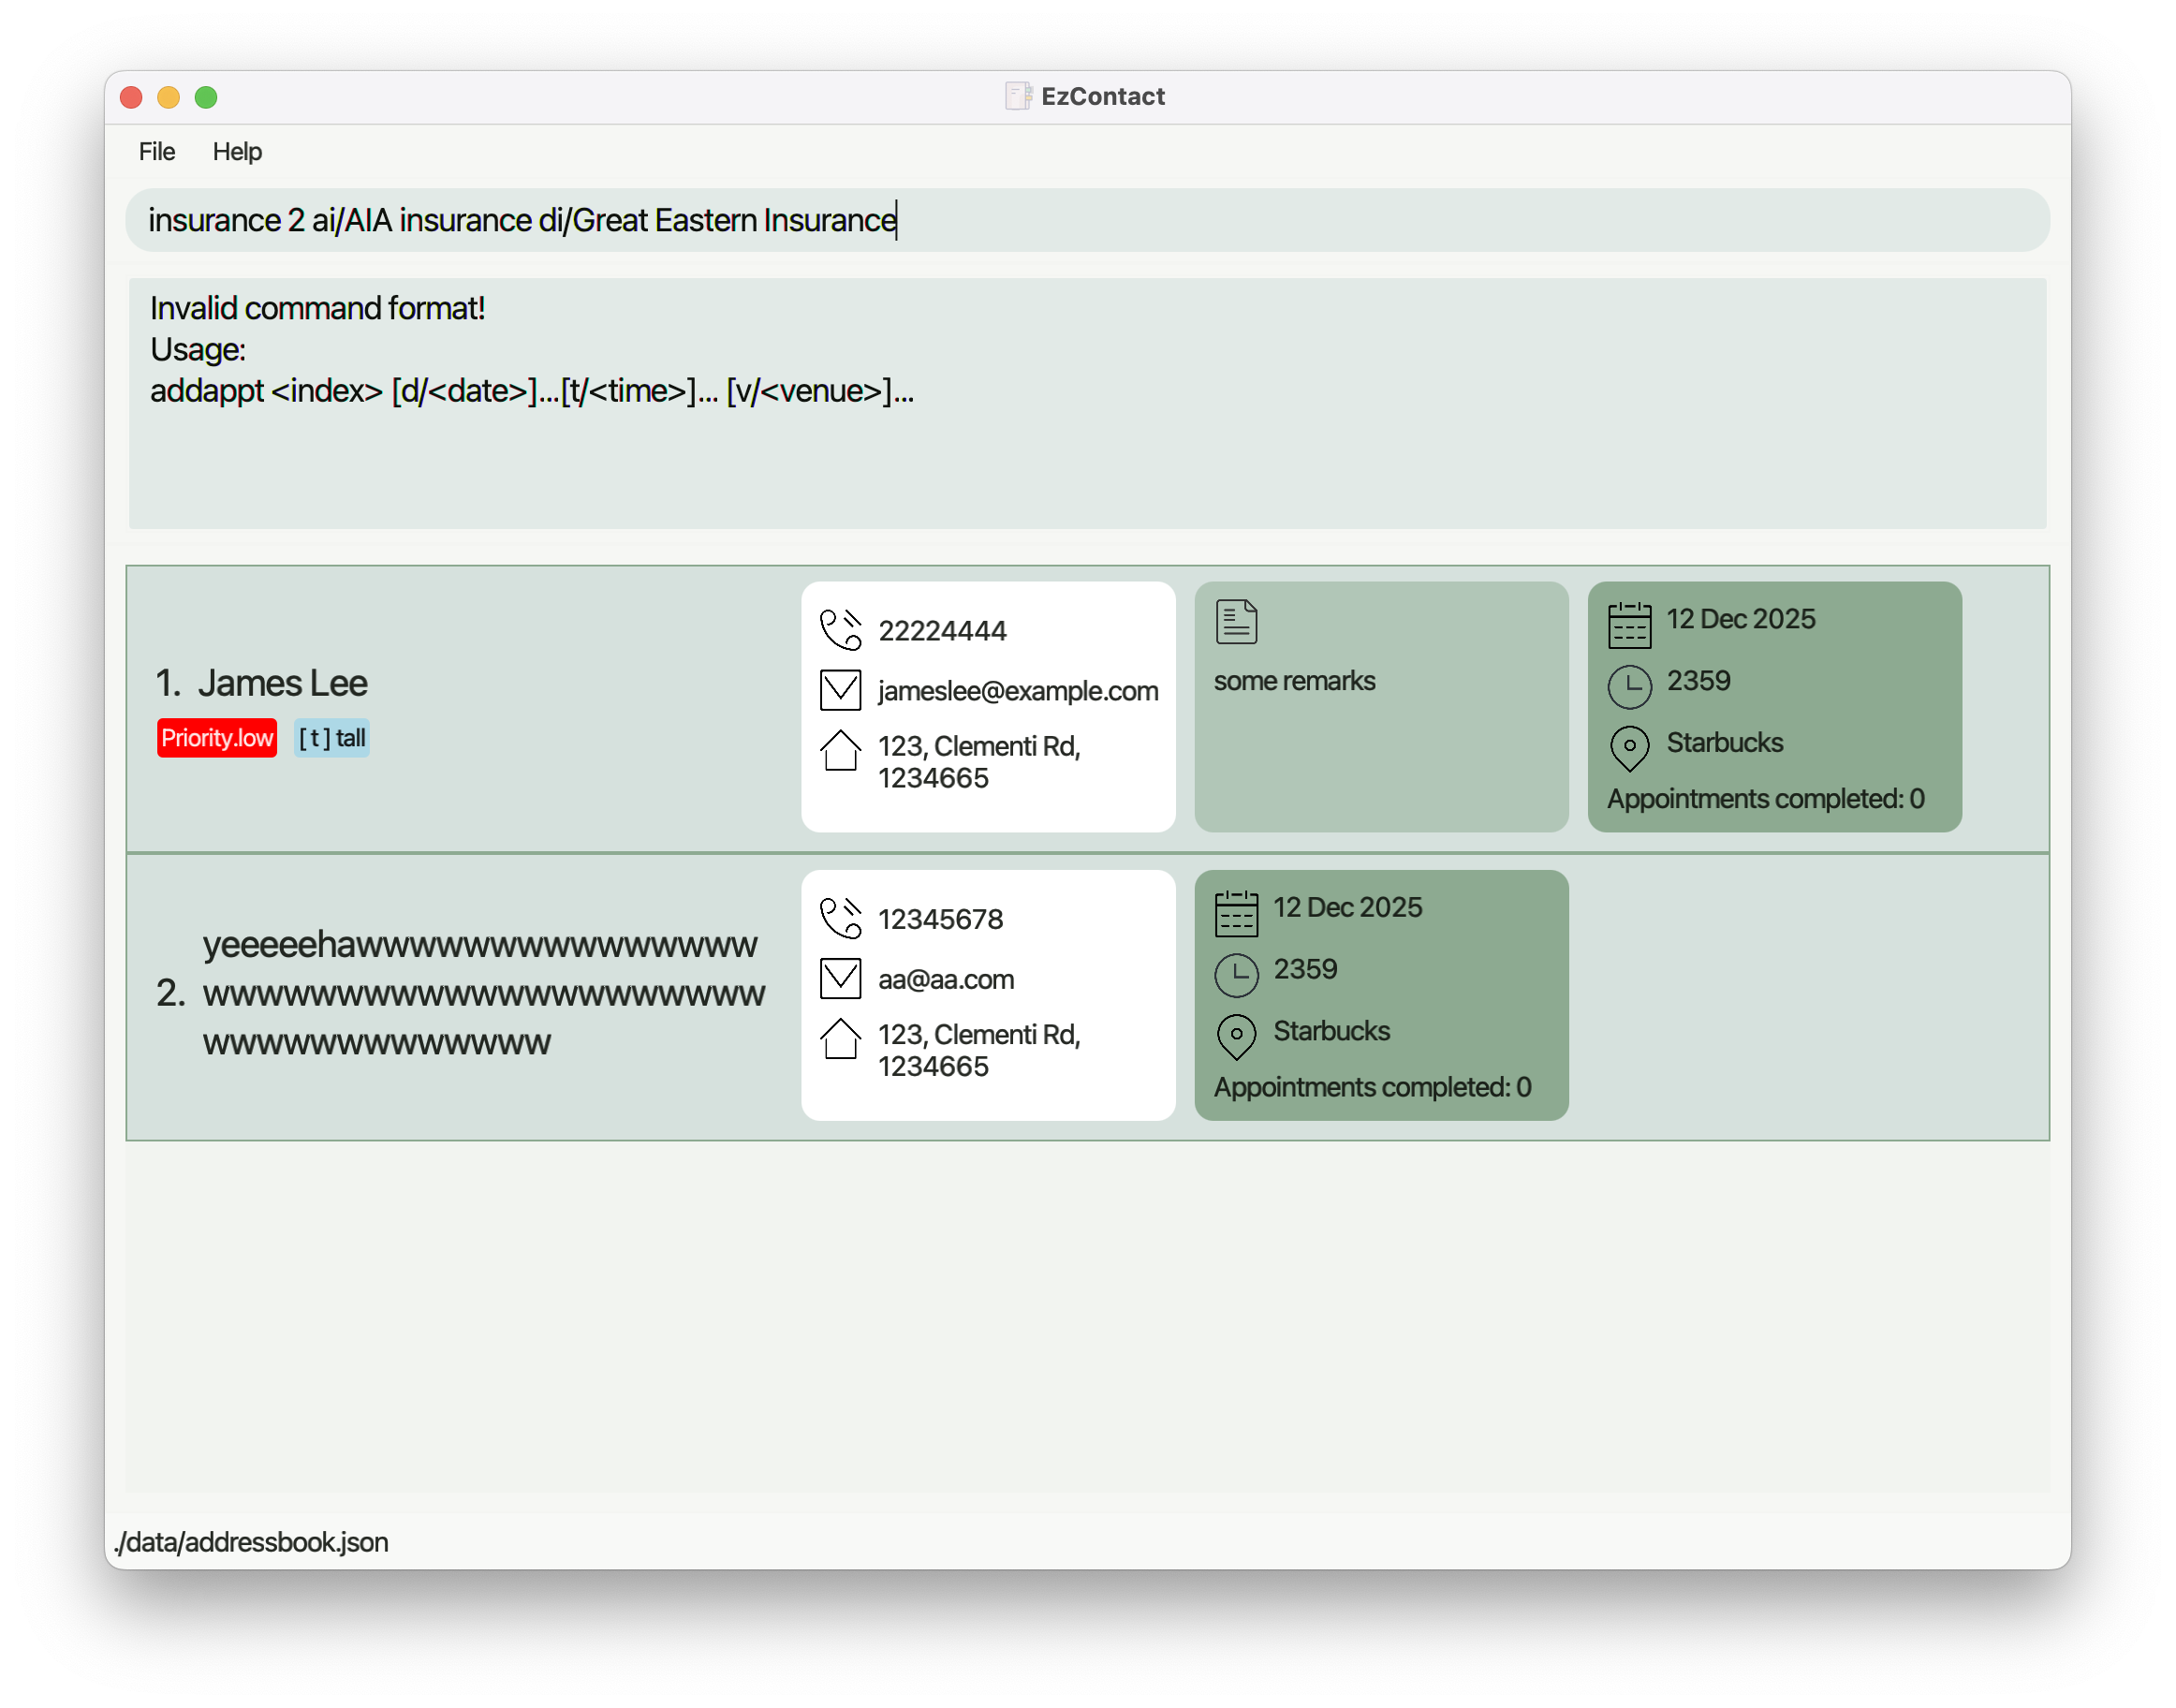 EzContact
File Help
insurance 2 ai/AIA insurance di/Great Eastern Insurance
Invalid command format!
Usage:
addappt <index> [d/<date>]...[t/<time>]... [v/<venue>]...
1. James Lee
Priority.low [ t ] tall
22224444
jameslee@example.com
123, Clementi Rd,
1234665
some remarks
12 Dec 2025
2359
Starbucks
Appointments completed: 0
2.
yeeeeehawwwwwwwwwwwwwww
wwwwwwwwwwwwwwwwwwwww
wwwwwwwwwwwww
12345678
aa@aa.com
123, Clementi Rd,
1234665
12 Dec 2025
2359
Starbucks
Appointments completed: 0
./data/addressbook.json